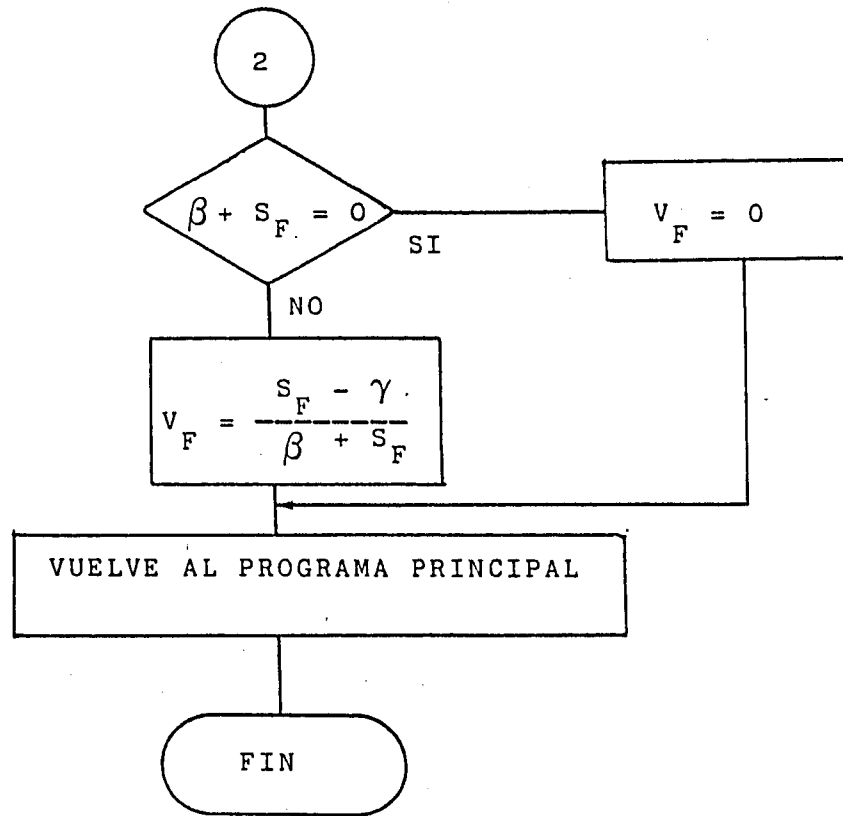 2
β + S_F = 0
SI
V_F = 0
NO
V_F = (S_F - γ) / (β + S_F)
VUELVE AL PROGRAMA PRINCIPAL
FIN